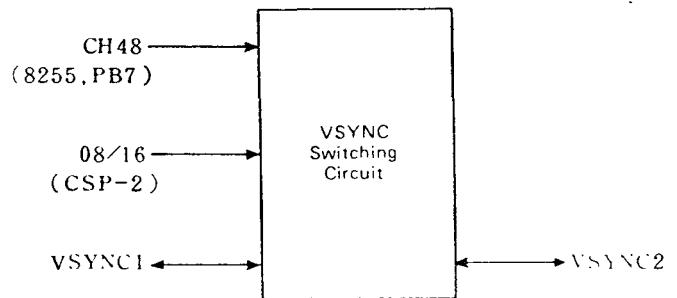 CH48
(8255,PB7)
VSYNC
Switching
Circuit
08/16
(CSP-2)
VSYNC1
VSYNC2